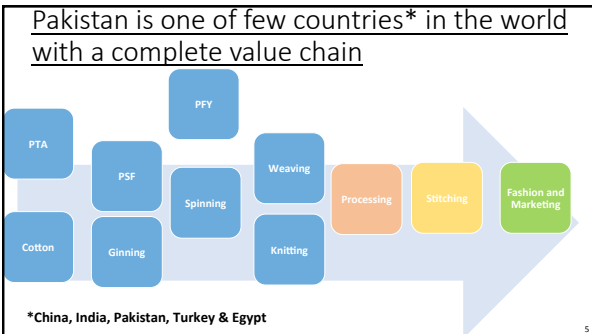 Pakistan is one of few countries* in the world
with a complete value chain
PFY
PTA
PSF
Weaving
Spinning
Processing
Stitching
Fashion and
Marketing
Cotton
Ginning
Knitting
*China, India, Pakistan, Turkey & Egypt
5